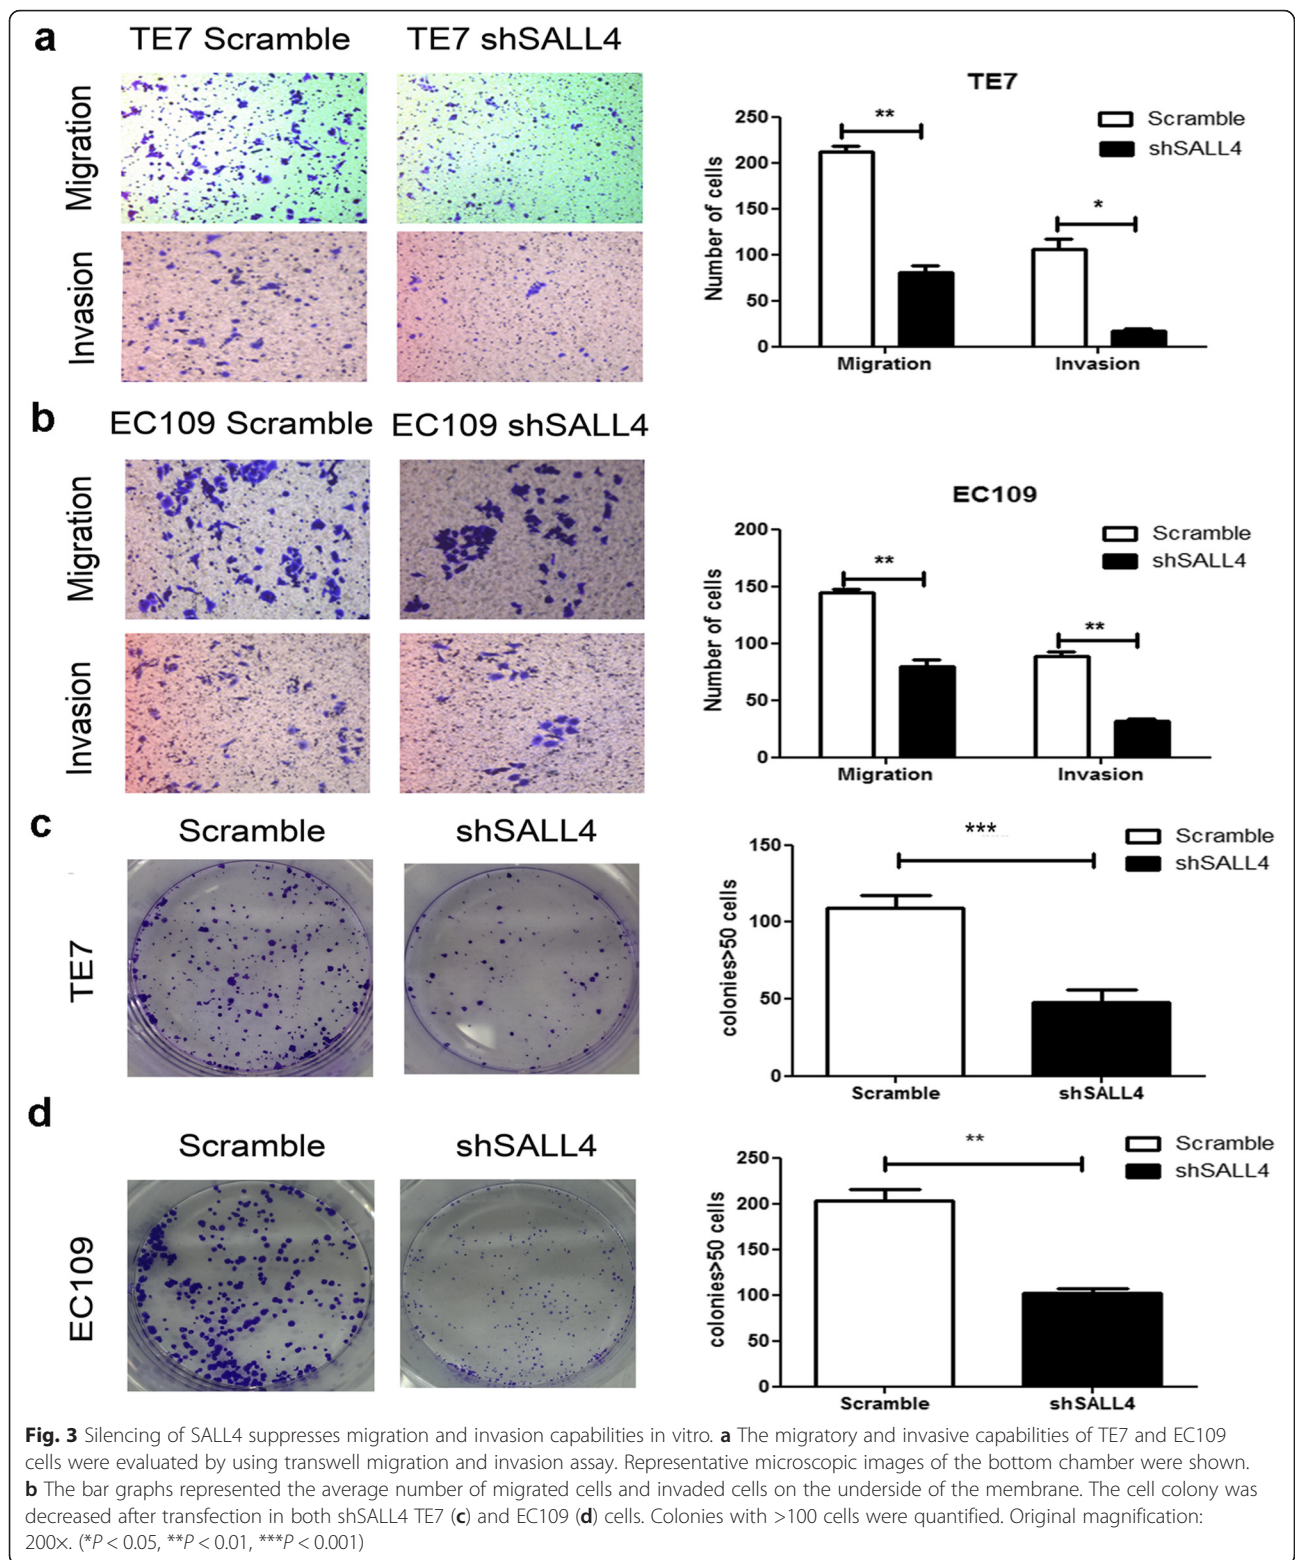 a
TE7 Scramble
TE7 shSALL4
Migration
Invasion
TE7
Scramble
shSALL4
**
*
Number of cells
250
200
150
100
50
0
Migration
Invasion
b
EC109 Scramble
EC109 shSALL4
Migration
Invasion
EC109
Scramble
shSALL4
**
**
Number of cells
200
150
100
50
0
Migration
Invasion
c
Scramble
shSALL4
TE7
***
Scramble
shSALL4
colonies>50 cells
150
100
50
0
Scramble
shSALL4
d
Scramble
shSALL4
EC109
**
Scramble
shSALL4
colonies>50 cells
250
200
150
100
50
0
Scramble
shSALL4
Fig. 3 Silencing of SALL4 suppresses migration and invasion capabilities in vitro. a The migratory and invasive capabilities of TE7 and EC109
cells were evaluated by using transwell migration and invasion assay. Representative microscopic images of the bottom chamber were shown.
b The bar graphs represented the average number of migrated cells and invaded cells on the underside of the membrane. The cell colony was
decreased after transfection in both shSALL4 TE7 (c) and EC109 (d) cells. Colonies with >100 cells were quantified. Original magnification:
200×. (*P < 0.05, **P < 0.01, ***P < 0.001)